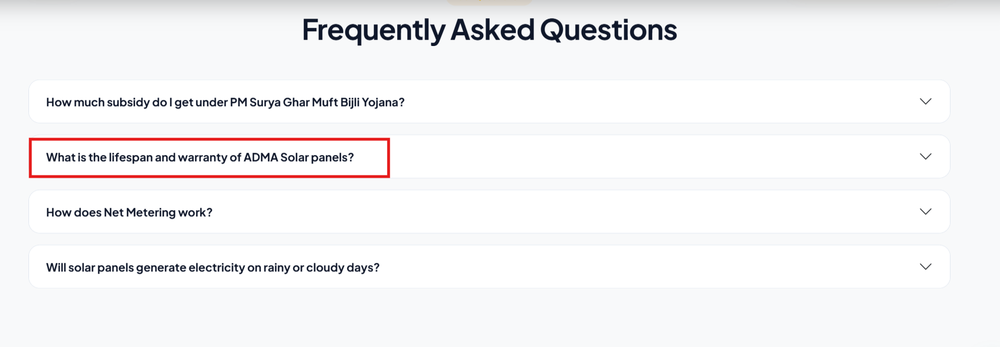 Frequently Asked Questions
How much subsidy do I get under PM Surya Ghar Muft Bijli Yojana?
What is the lifespan and warranty of ADMA Solar panels?
How does Net Metering work?
Will solar panels generate electricity on rainy or cloudy days?